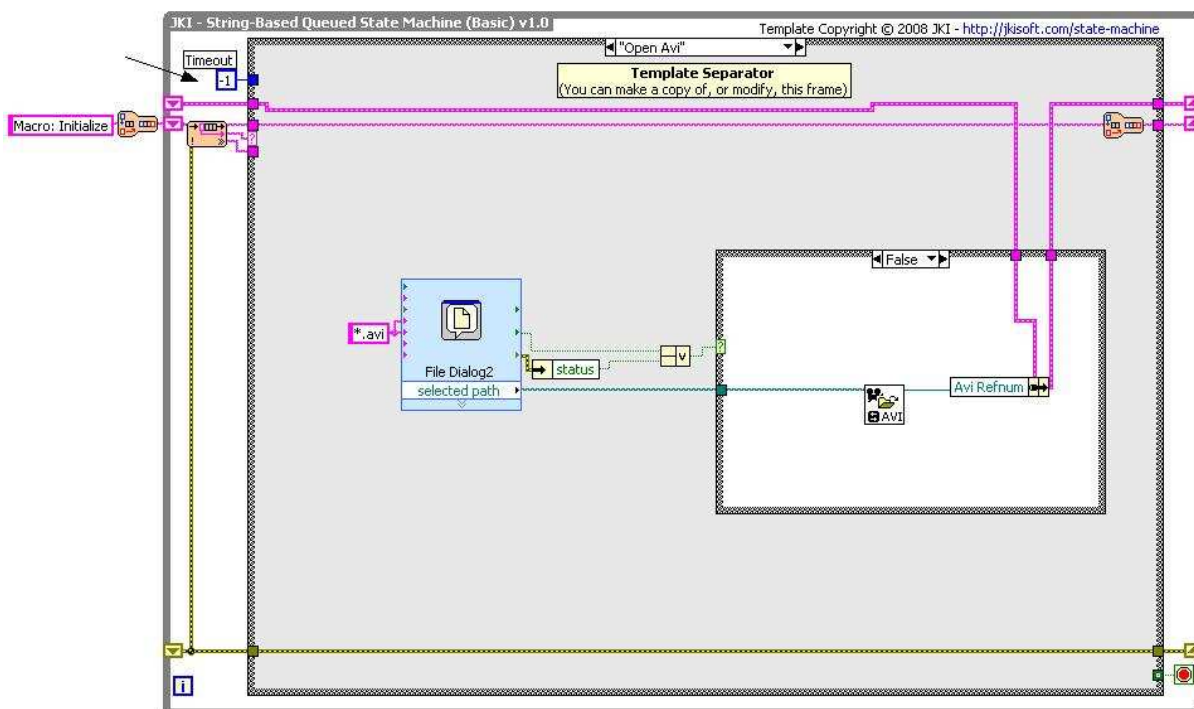 JKI - String-Based Queued State Machine (Basic) v1.0
Template Copyright © 2008 JKI - http://jkisoft.com/state-machine
"Open Avi"
Timeout
-1
Template Separator
(You can make a copy of, or modify, this frame)
Macro: Initialize
False
*.avi
File Dialog2
status
selected path
Avi Refnum
AVI
i